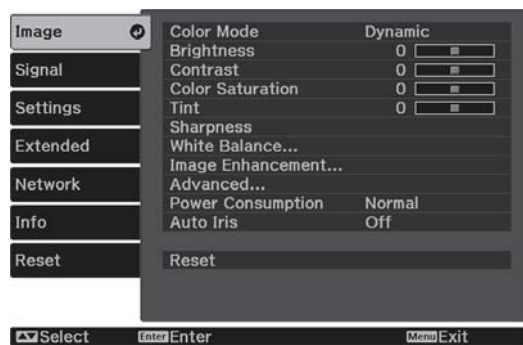 Image
Signal
Settings
Extended
Network
Info
Reset
Color Mode Dynamic
Brightness 0
Contrast 0
Color Saturation 0
Tint 0
Sharpness
White Balance...
Image Enhancement...
Advanced...
Power Consumption Normal
Auto Iris Off
Reset
Select Enter Enter Menu Exit